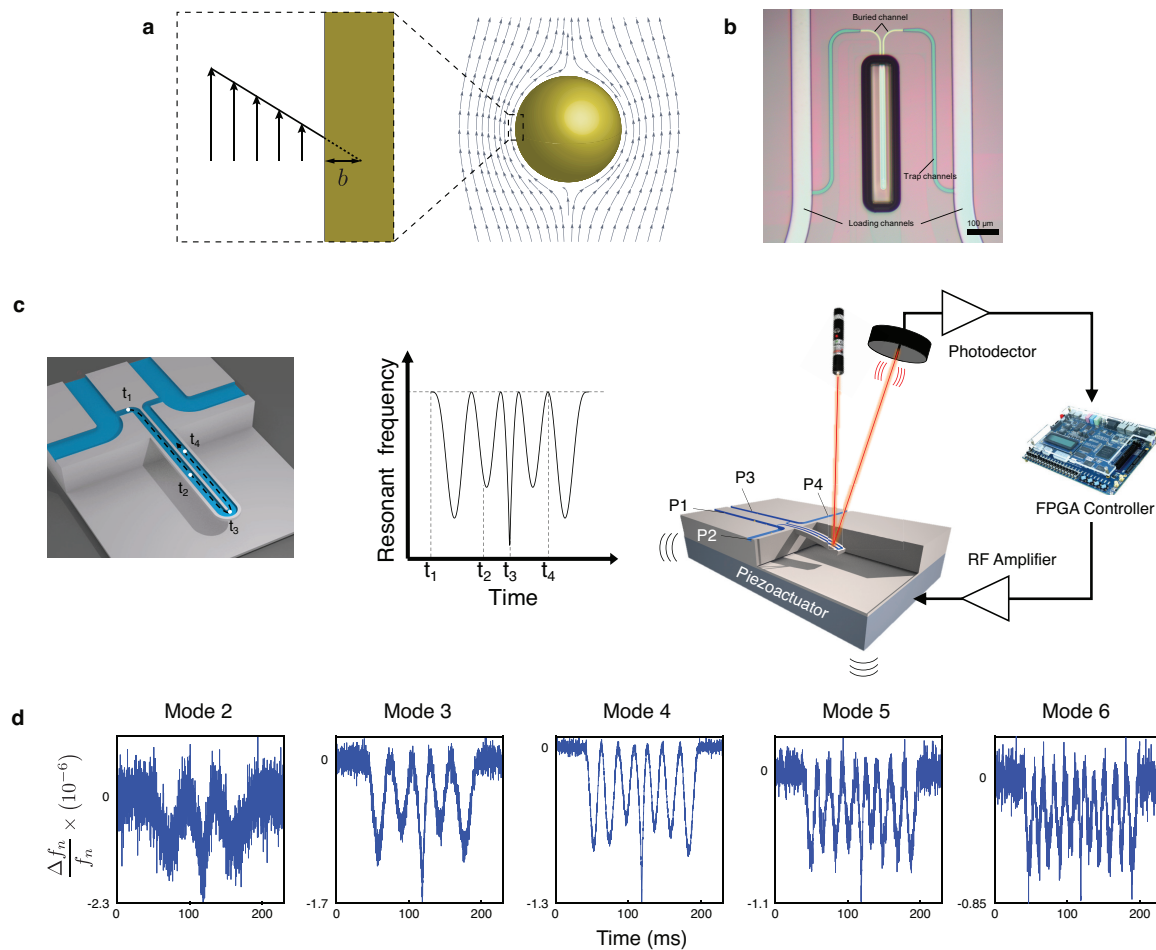 a
b
b
Buried channel
Trap channels
Loading channels
100 µm
c
t1
t4
t2
t3
Resonant frequency
t1 t2 t3 t4
Time
Photodector
FPGA Controller
RF Amplifier
P1
P3
P4
P2
Piezoactuator
d
Mode 2 Mode 3 Mode 4 Mode 5 Mode 6
Δfn/fn × (10⁻⁶)
0 0 0 0 0
-2.3 -1.7 -1.3 -1.1 -0.85
0 100 200 0 100 200 0 100 200 0 100 200 0 100 200
Time (ms)